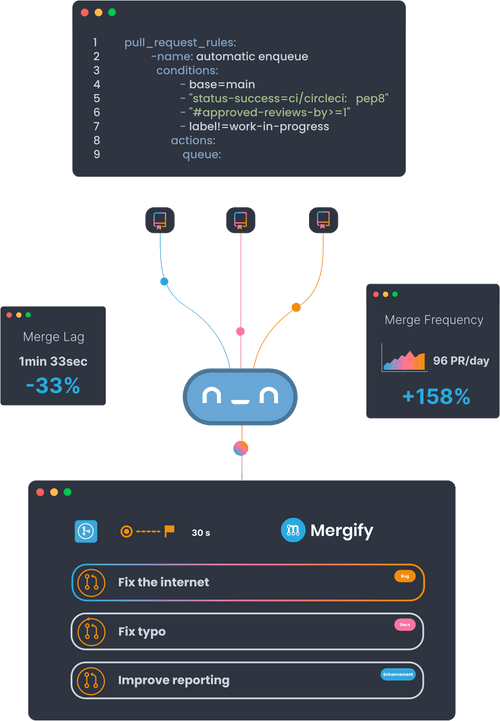 1 pull_request_rules:
2 -name: automatic enqueue
3 conditions:
4 - base=main
5 - "status-success=ci/circleci: pep8"
6 - "#approved-reviews-by>=1"
7 - label!=work-in-progress
8 actions:
9 queue:
Merge Lag
1min 33sec
-33%
Merge Frequency
96 PR/day
+158%
30 s
Mergify
Fix the internet
Bug
Fix typo
Docs
Improve reporting
Enhancement